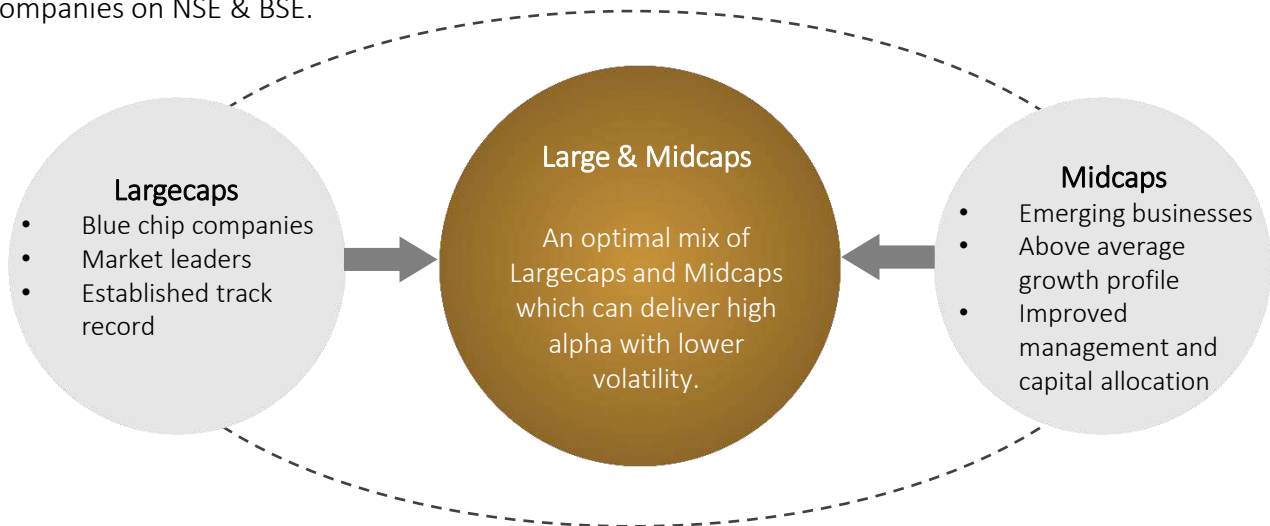 ompanies on NSE & BSE.
Largecaps
• Blue chip companies
• Market leaders
• Established track
record
Large & Midcaps
An optimal mix of
Largecaps and Midcaps
which can deliver high
alpha with lower
volatility.
Midcaps
• Emerging businesses
• Above average
growth profile
• Improved
management and
capital allocation